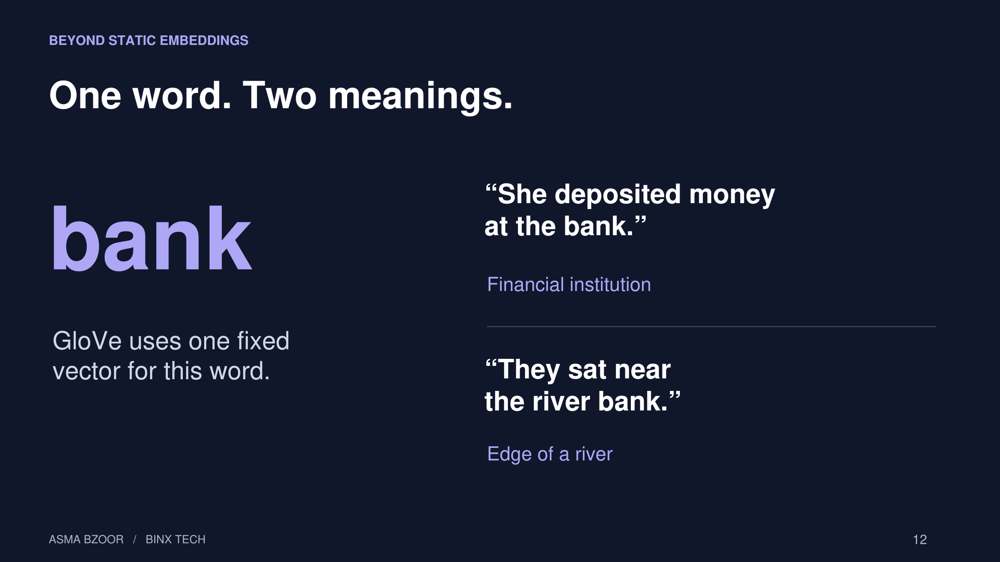 BEYOND STATIC EMBEDDINGS
One word. Two meanings.
bank
GloVe uses one fixed
vector for this word.
“She deposited money
at the bank.”
Financial institution
“They sat near
the river bank.”
Edge of a river
ASMA BZOOR / BINX TECH
12